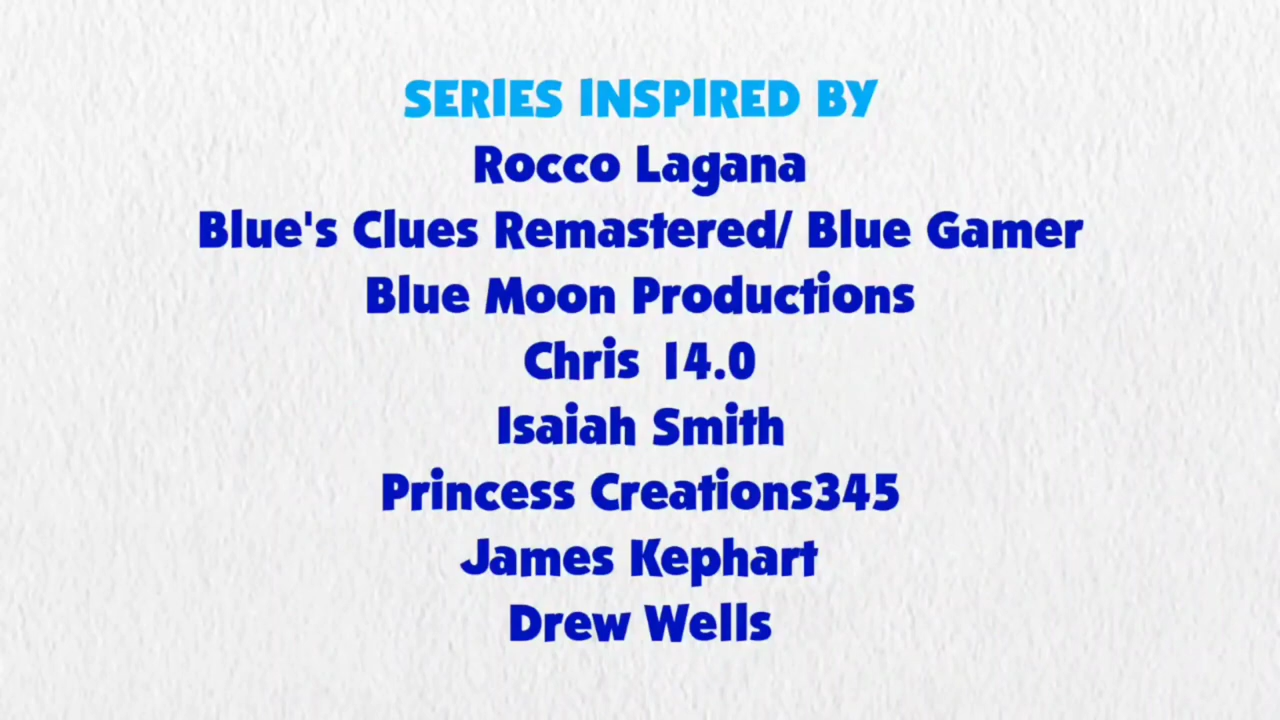 SERIES INSPIRED BY
Rocco Lagana
Blue's Clues Remastered/ Blue Gamer
Blue Moon Productions
Chris 14.0
Isaiah Smith
Princess Creations345
James Kephart
Drew Wells